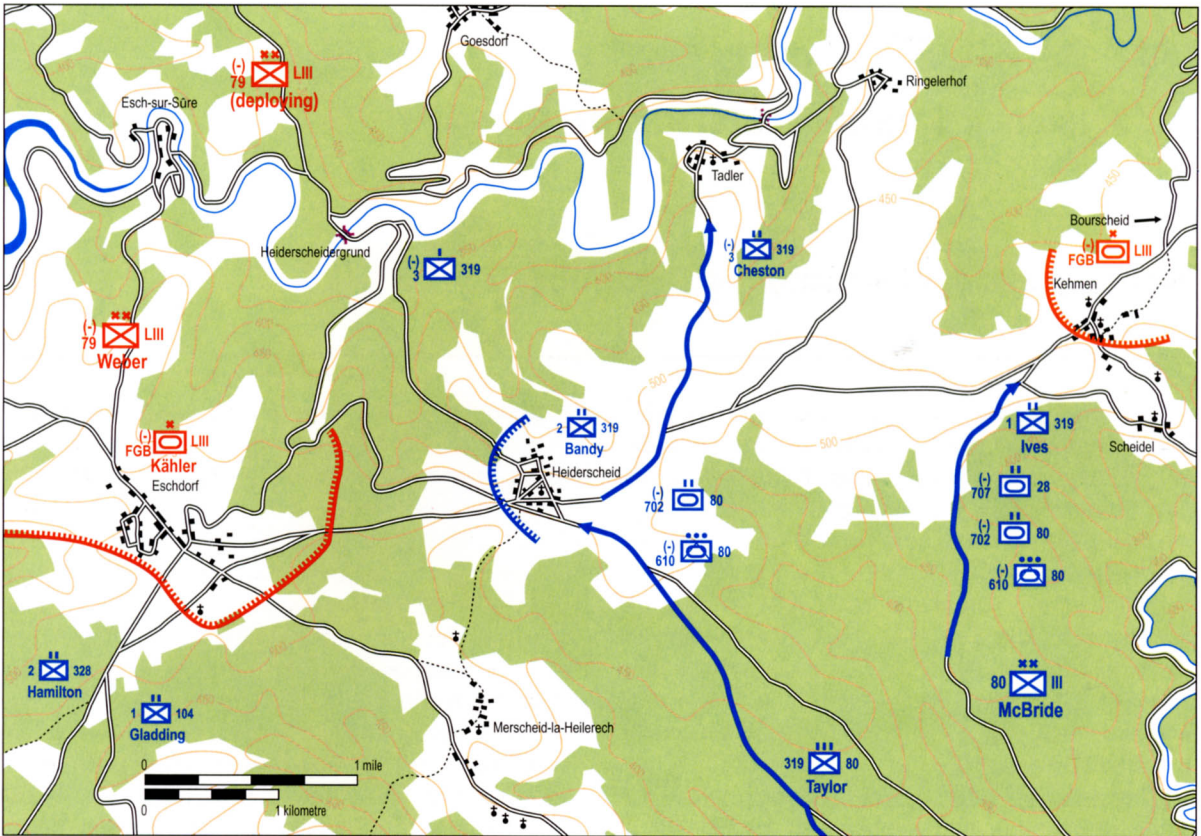 Goesdorf
(-)
79
LIII
(deploying)
Esch-sur-Sûre
Ringelerhof
Tadler
Bourscheid
Heiderscheidergrund
(-)
3
319
(-)
3
319
Cheston
(-)
FGB
LIII
Kehmen
(-)
79
LIII
Weber
(-)
FGB
LIII
Kähler
Eschdorf
2
319
Bandy
Heiderscheid
1
319
Ives
Scheidel
(-)
702
80
(-)
707
28
(-)
702
80
(-)
610
80
(-)
610
80
2
328
Hamilton
1
104
Gladding
80
III
McBride
Merscheid-la-Heilerech
319
80
Taylor
0
1 mile
0
1 kilometre
450
450
500
500